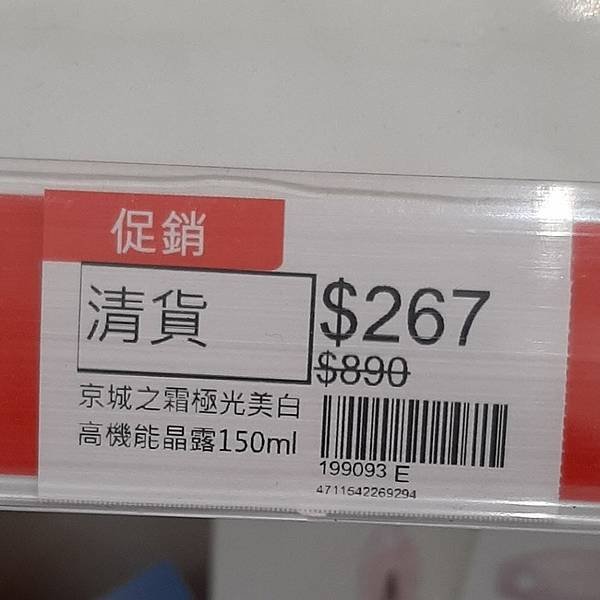 促銷
清貨
$267
$890
京城之霜極光美白
高機能晶露150ml
199093 E
4711542269294